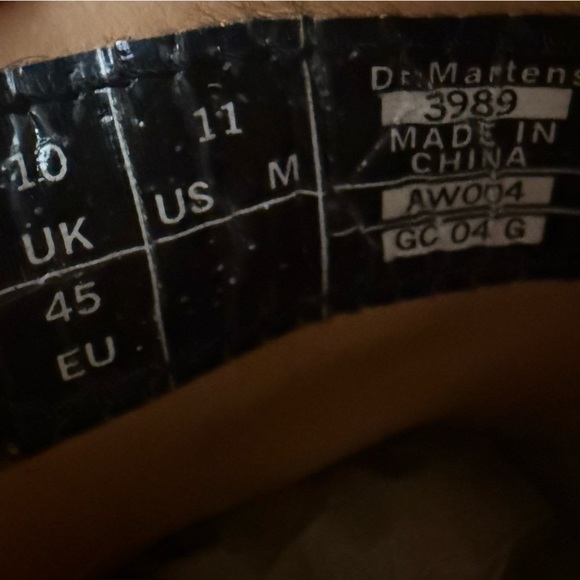 10
UK
45
EU
11
US M
Dr. Martens
3989
MADE IN
CHINA
AW004
GC 04 G